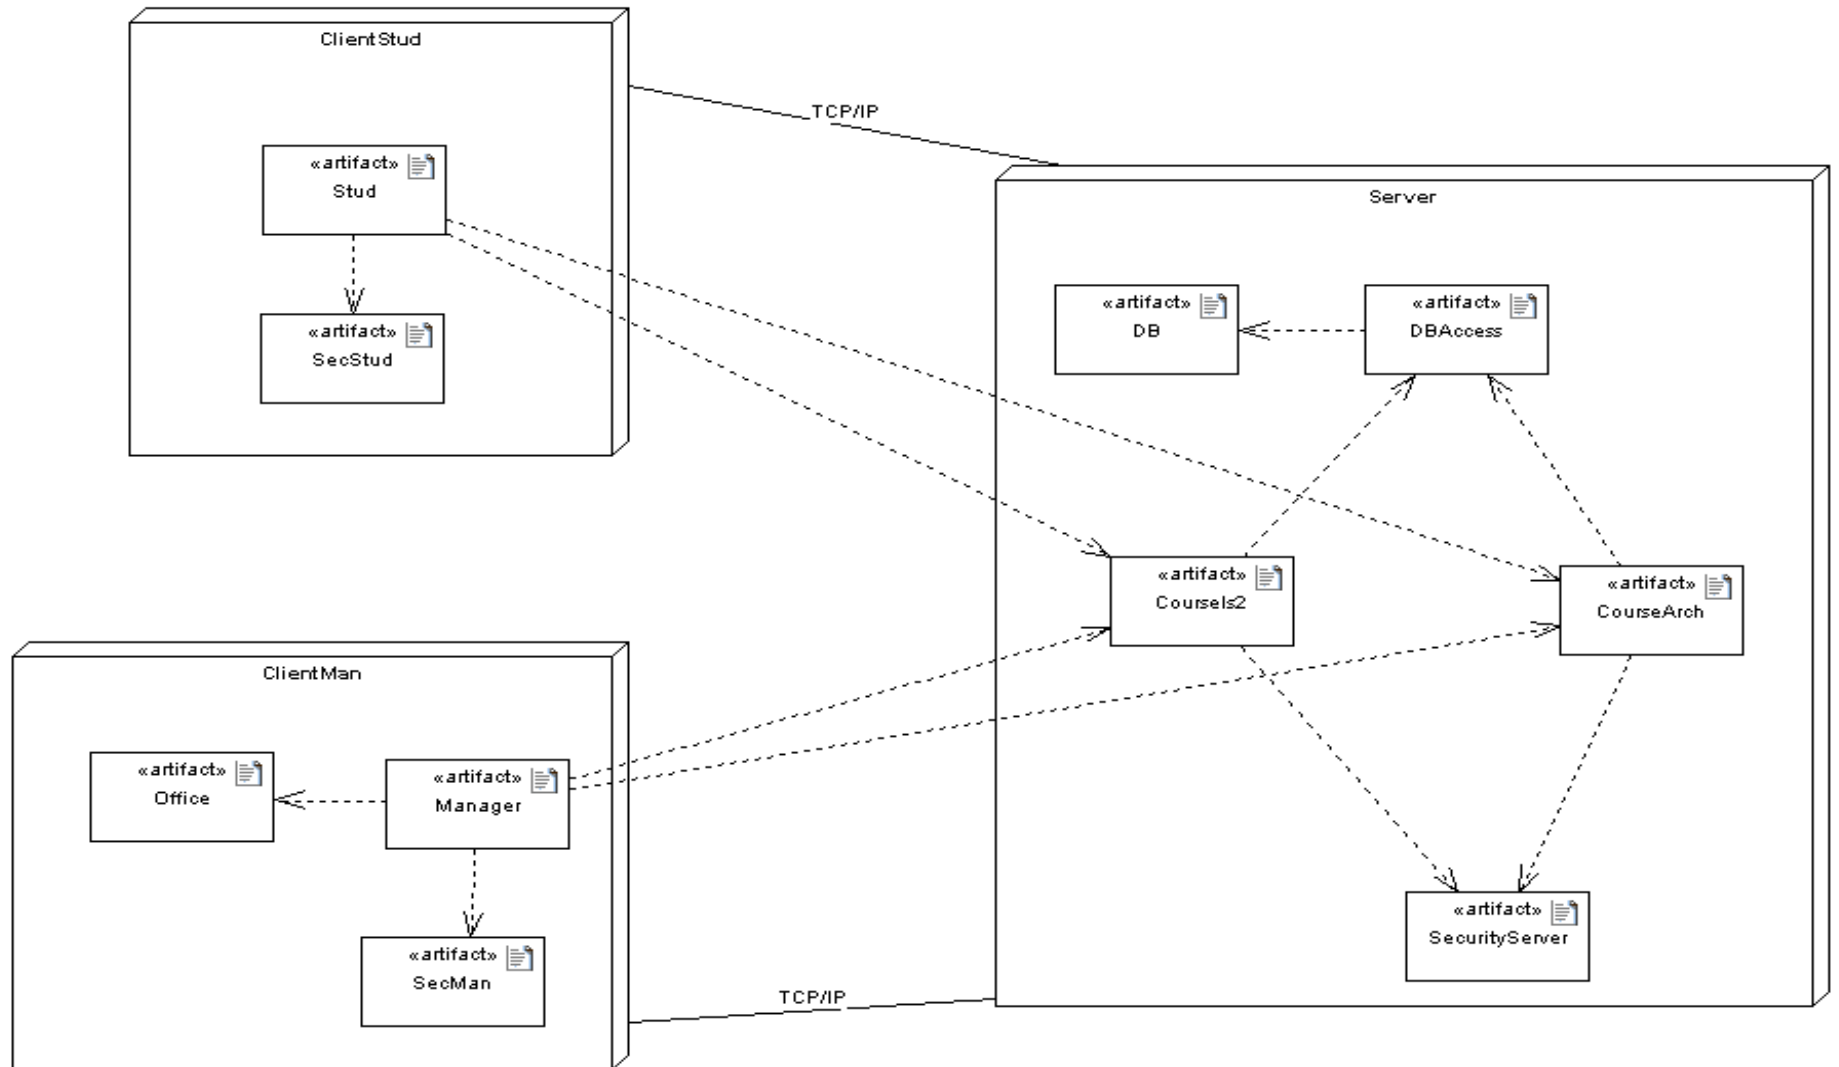 ClientStud
«artifact»
Stud
«artifact»
SecStud
TCP/IP
Server
«artifact»
DB
«artifact»
DBAccess
«artifact»
CourseIs2
«artifact»
CourseArch
«artifact»
SecurityServer
ClientMan
«artifact»
Office
«artifact»
Manager
«artifact»
SecMan
TCP/IP